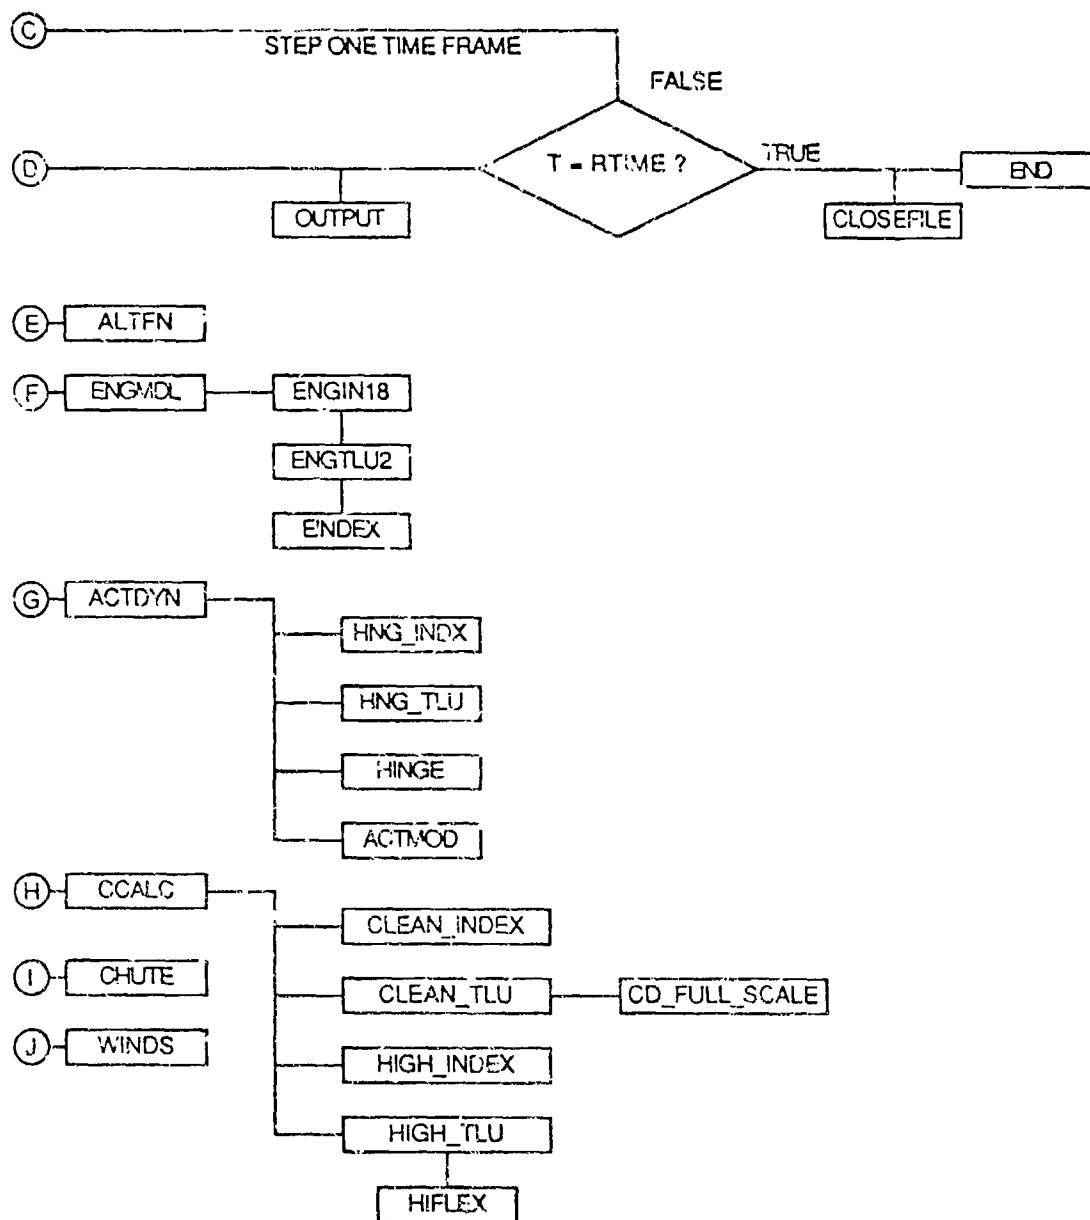 C
STEP ONE TIME FRAME
FALSE
D
T = RTIME ?
TRUE
END
OUTPUT
CLOSEFILE
E
ALTFN
F
ENGMDL
ENGIN18
ENGTLU2
EINDEX
G
ACTDYN
HNG_INDX
HNG_TLU
HINGE
ACTMOD
H
CCALC
CLEAN_INDEX
I
CHUTE
CLEAN_TLU
CD_FULL_SCALE
J
WINDS
HIGH_INDEX
HIGH_TLU
HIFLEX